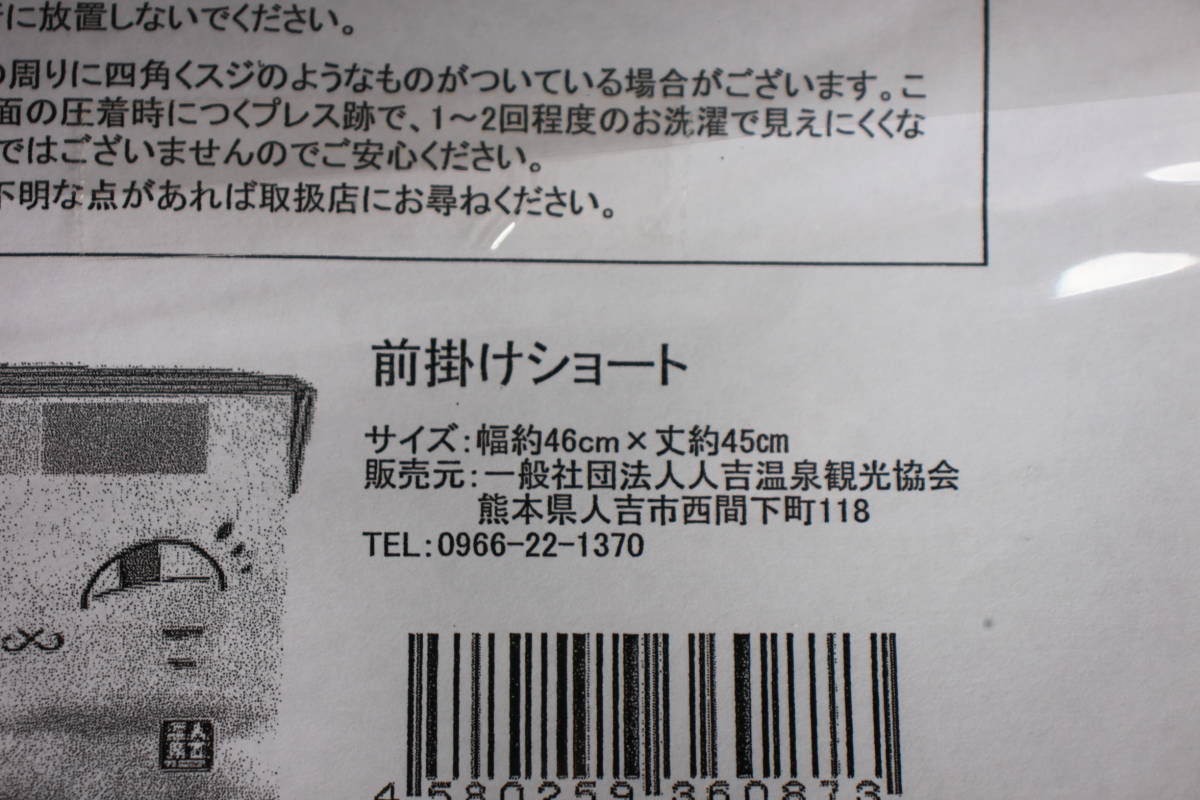 に放置しないでください。
周りに四角くスジのようなものがついている場合がございます。こ
面の圧着時につくプレス跡で、1～2回程度のお洗濯で見えにくくな
ではございませんのでご安心ください。
不明な点があれば取扱店にお尋ねください。
前掛けショート
サイズ：幅約46cm×丈約45cm
販売元：一般社団法人人吉温泉観光協会
熊本県人吉市西間下町118
TEL：0966-22-1370
4 580259 360873